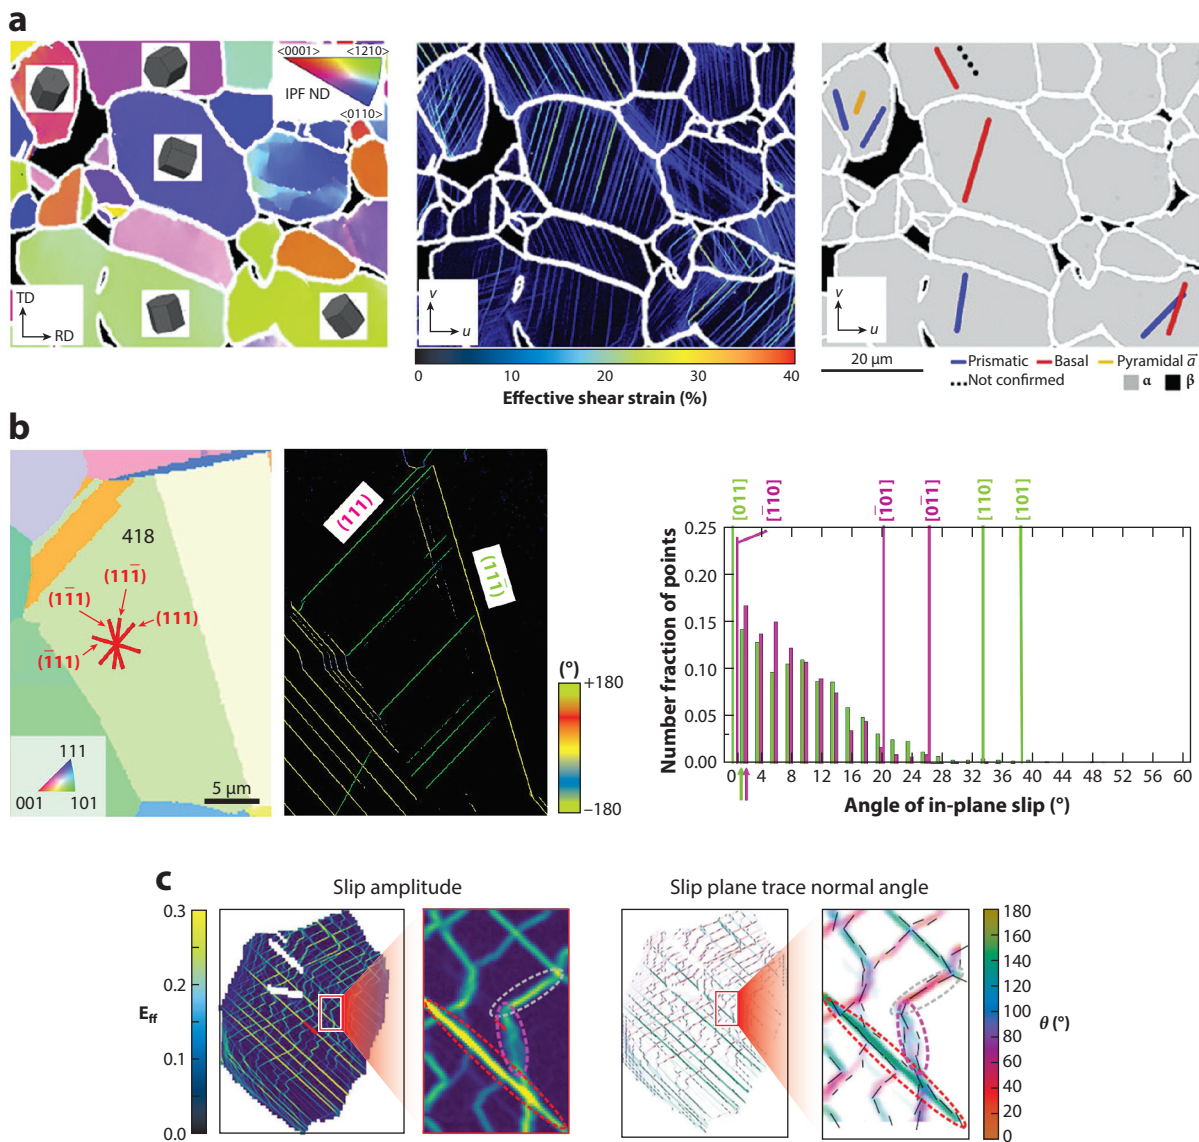 a
<0001>
<1210>
IPF ND
<0110>
TD
RD
v
u
0
10
20
30
40
Effective shear strain (%)
v
u
20 µm
Prismatic
Basal
Pyramidal a̅
Not confirmed
α
β
b
418
(111̅)
(11̅1)
(111)
(1̅11)
111
001
101
5 µm
(111)
(111̅)
(°)
+180
−180
[011]
[1̅10]
[1̅01]
[01̅1]
[110]
[101]
Number fraction of points
0.25
0.20
0.15
0.10
0.05
0.00
0 4 8 12 16 20 24 28 32 36 40 44 48 52 56 60
Angle of in-plane slip (°)
c
Slip amplitude
Slip plane trace normal angle
0.3
0.2
0.1
0.0
Eff
180
160
140
120
100
80
60
40
20
0
θ (°)